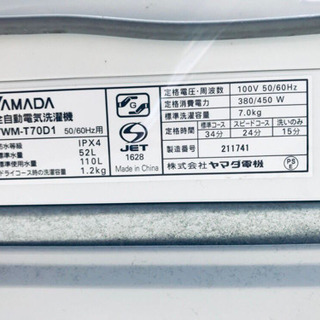 YAMADA
全自動電気洗濯機
YWM-T70D1 50/60Hz用
防水等級 IPX4
標準水量 52L
標準使用水量 110L
ドライコース時の洗濯容量 1.2kg
JET
1628
Made in China
定格電圧・周波数 100V 50/60Hz
定格消費電力 380/450 W
標準洗濯容量 7.0kg
標準コース スピードコース 洗いのみ
34分 24分 15分
製造番号 211741
株式会社 ヤマダ電機
PS
E